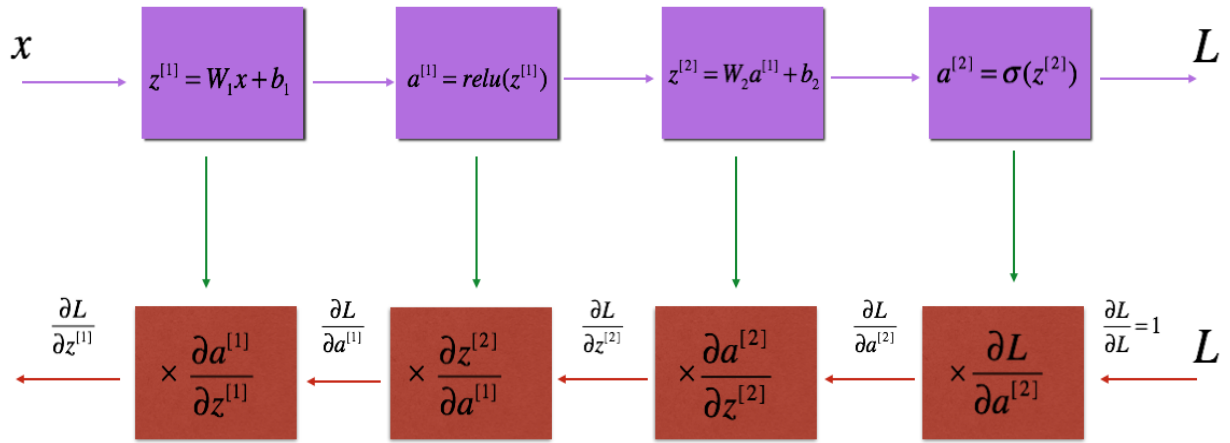 x
z^[1] = W_1 x + b_1
a^[1] = relu(z^[1])
z^[2] = W_2 a^[1] + b_2
a^[2] = σ(z^[2])
L
∂L/∂z^[1]
× ∂a^[1]/∂z^[1]
∂L/∂a^[1]
× ∂z^[2]/∂a^[1]
∂L/∂z^[2]
× ∂a^[2]/∂z^[2]
∂L/∂a^[2]
× ∂L/∂a^[2]
∂L/∂L = 1
L